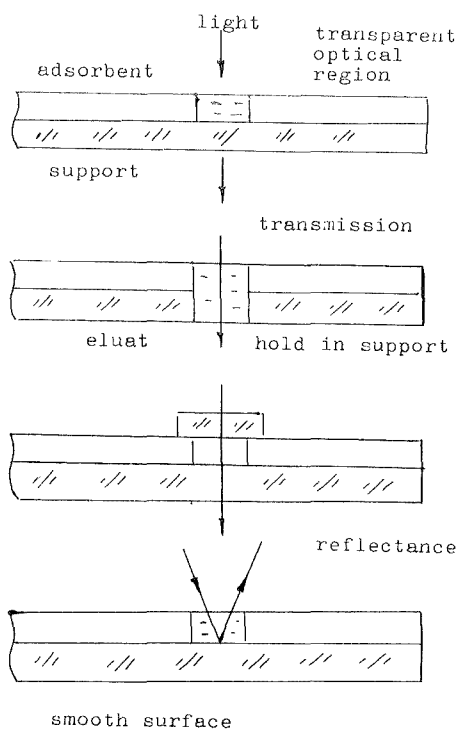 light
transparent
optical
region
adsorbent
support
transmission
eluat
hold in support
reflectance
smooth surface